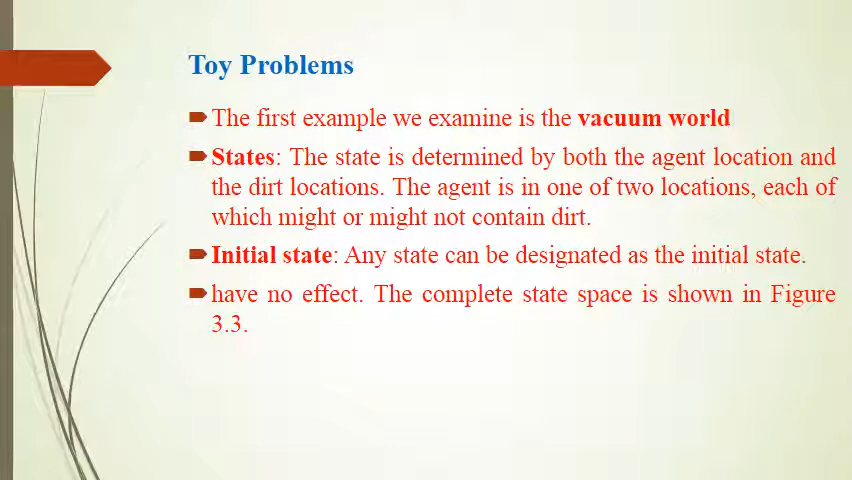 Toy Problems
The first example we examine is the vacuum world
States: The state is determined by both the agent location and
the dirt locations. The agent is in one of two locations, each of
which might or might not contain dirt.
Initial state: Any state can be designated as the initial state.
have no effect. The complete state space is shown in Figure
3.3.